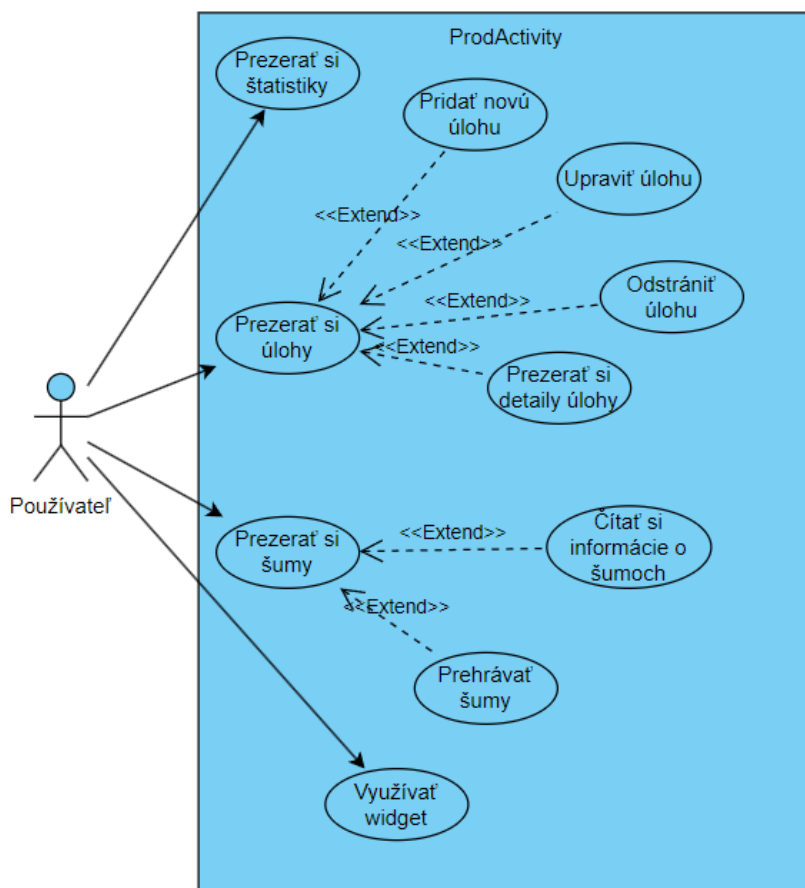 ProdActivity
Prezerať si
štatistiky
Pridať novú
úlohu
Upraviť úlohu
<<Extend>>
<<Extend>>
Odstrániť
úlohu
<<Extend>>
Prezerať si
úlohy
<<Extend>>
Prezerať si
detaily úlohy
Používateľ
Prezerať si
šumy
<<Extend>>
Čítať si
informácie o
šumoch
<<Extend>>
Prehrávať
šumy
Využívať
widget